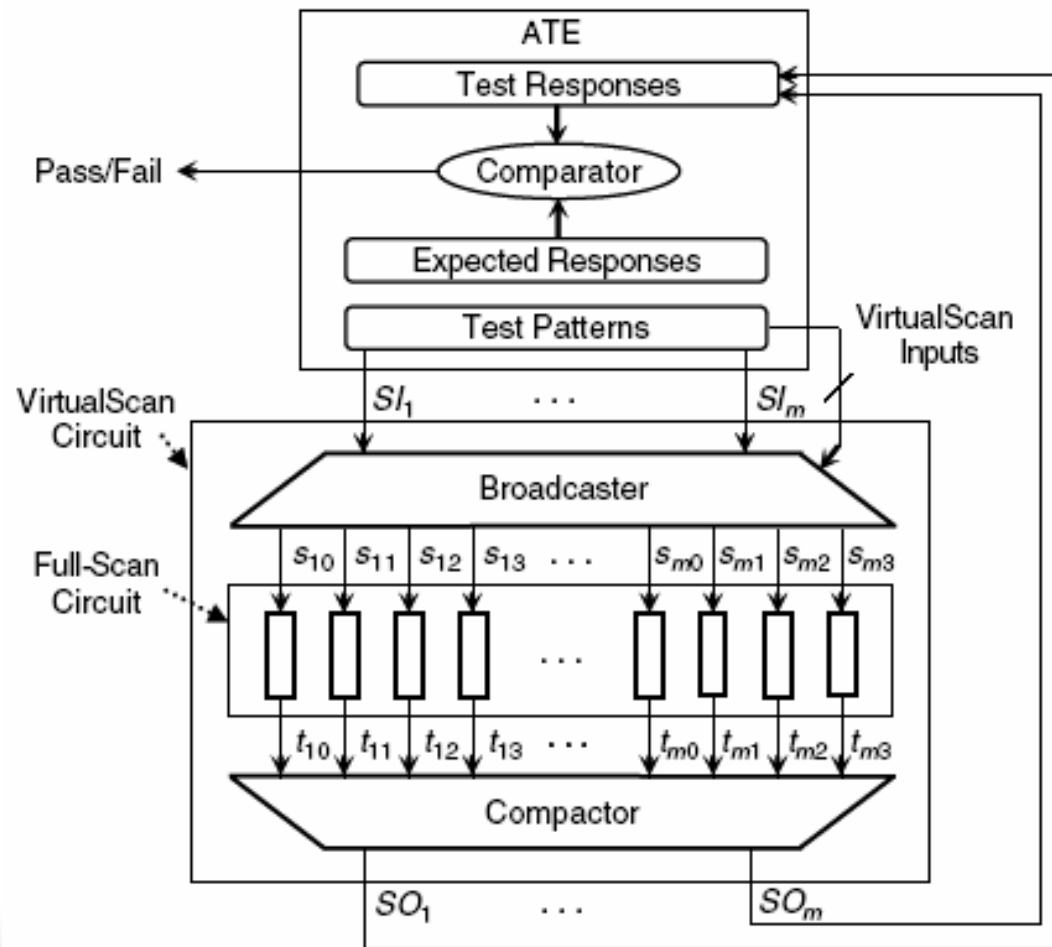 ATE
Test Responses
Pass/Fail
Comparator
Expected Responses
Test Patterns
VirtualScan
Inputs
SI1 . . . SIm
VirtualScan
Circuit
Broadcaster
Full-Scan
Circuit
s10 s11 s12 s13 . . . sm0 sm1 sm2 sm3
. . .
t10 t11 t12 t13 . . . tm0 tm1 tm2 tm3
Compactor
SO1 . . . SOm